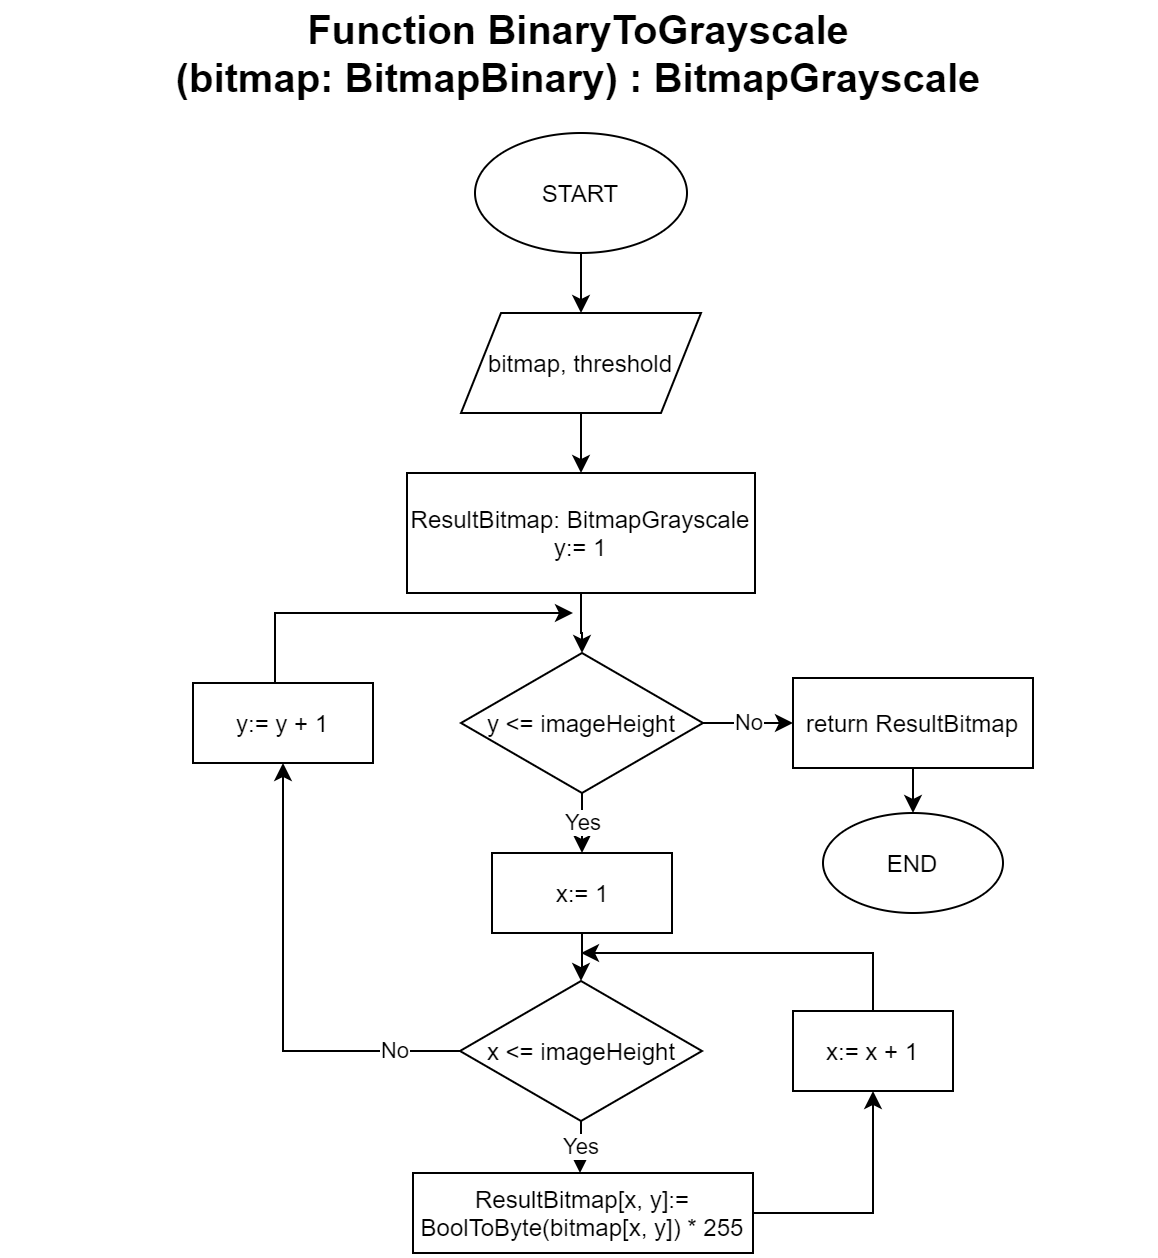 Function BinaryToGrayscale
(bitmap: BitmapBinary) : BitmapGrayscale
START
bitmap, threshold
ResultBitmap: BitmapGrayscale
y:= 1
y:= y + 1
y <= imageHeight
No
return ResultBitmap
Yes
END
x:= 1
No
x <= imageHeight
x:= x + 1
Yes
ResultBitmap[x, y]:=
BoolToByte(bitmap[x, y]) * 255